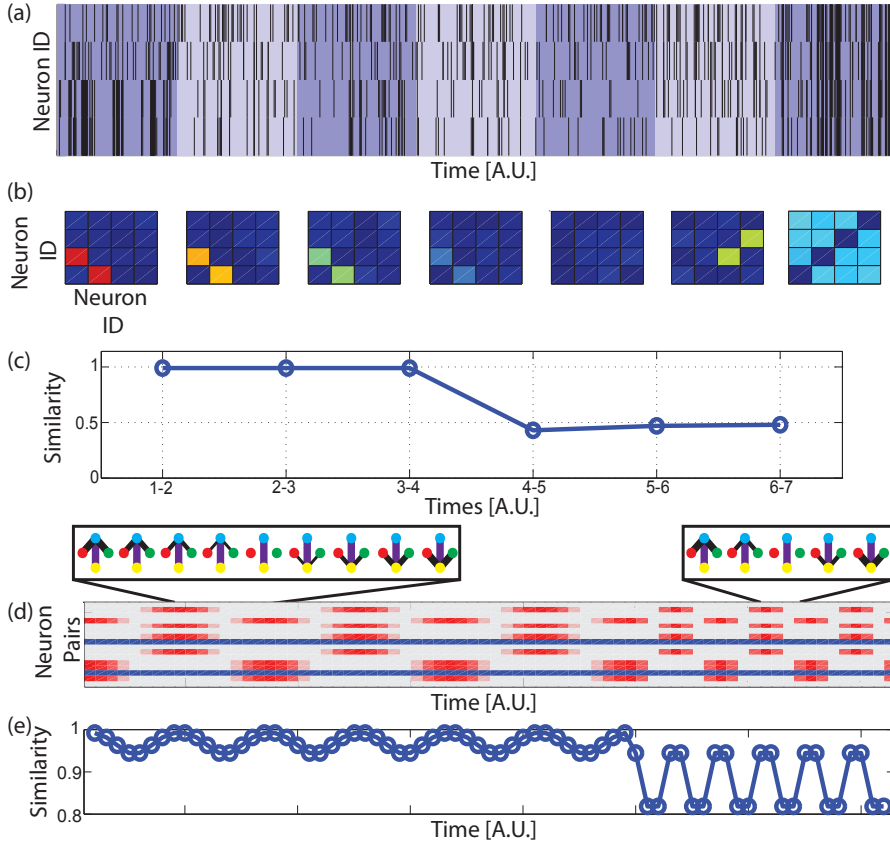 (a)
Neuron ID
Time [A.U.]
(b)
Neuron
ID
Neuron
ID
(c)
Similarity
1
0.5
0
1-2
2-3
3-4
4-5
5-6
6-7
Times [A.U.]
(d)
Neuron
Pairs
Time [A.U.]
(e)
Similarity
1
0.9
0.8
Time [A.U.]